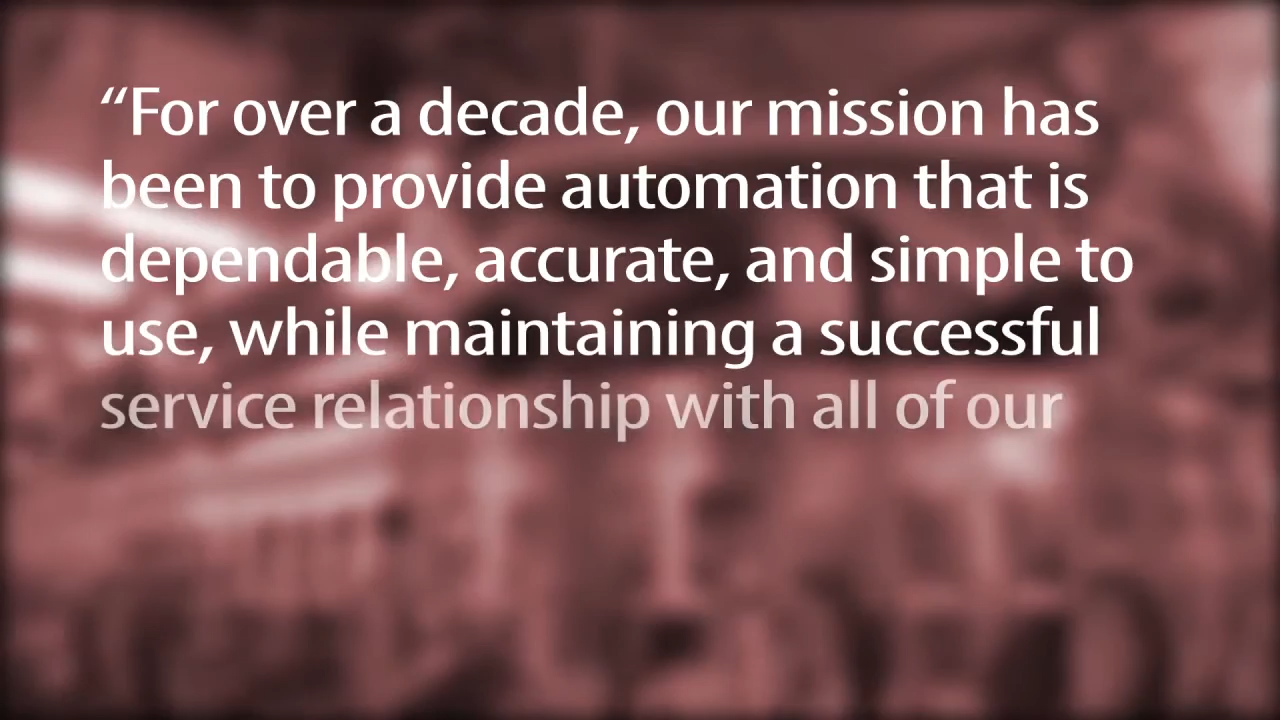 “For over a decade, our mission has
been to provide automation that is
dependable, accurate, and simple to
use, while maintaining a successful
service relationship with all of our